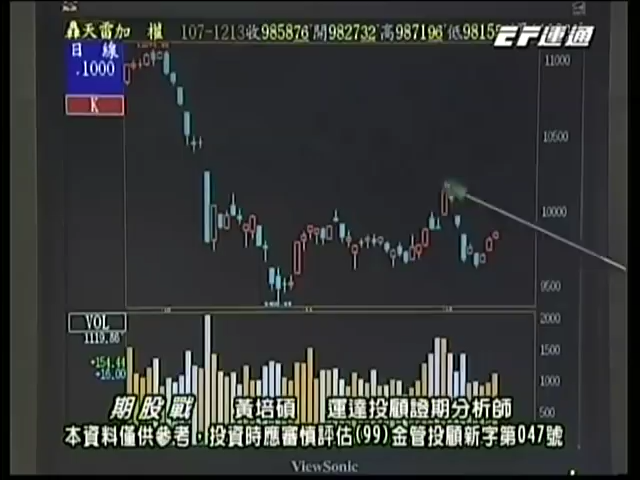 天雷加 權 107-1213收985876 開982732 高987196 低98155
EF運通
日 線
.1000
K
11000
10500
10000
9500
VOL
1119.86
+154.44
+16.00
2000
1500
1000
500
期股戰 黃培碩 運達投顧證期分析師
本資料僅供參考，投資時應審慎評估(99)金管投顧新字第047號
ViewSonic